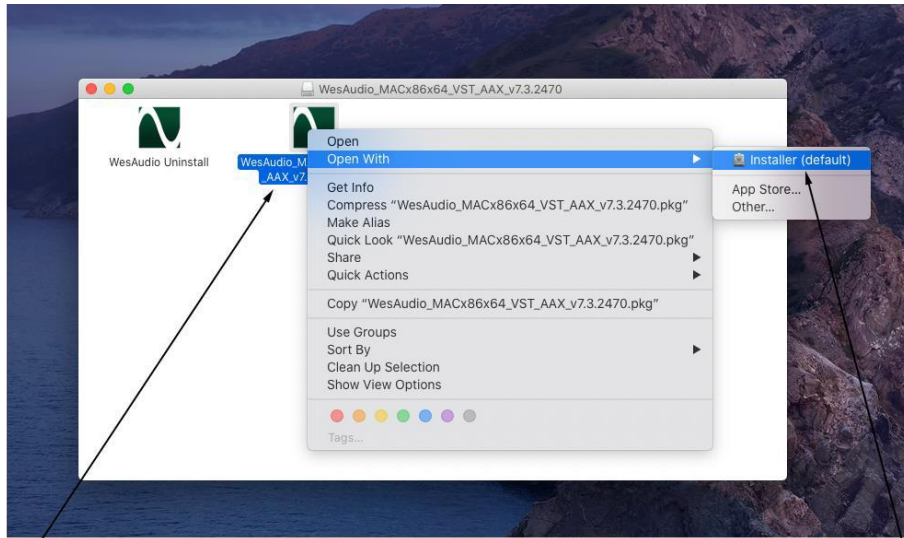 WesAudio_MACx86x64_VST_AAX_v7.3.2470
WesAudio Uninstall
WesAudio_M
_AAX_v7.
Open
Open With
Installer (default)
App Store...
Other...
Get Info
Compress “WesAudio_MACx86x64_VST_AAX_v7.3.2470.pkg”
Make Alias
Quick Look “WesAudio_MACx86x64_VST_AAX_v7.3.2470.pkg”
Share
Quick Actions
Copy “WesAudio_MACx86x64_VST_AAX_v7.3.2470.pkg”
Use Groups
Sort By
Clean Up Selection
Show View Options
Tags...